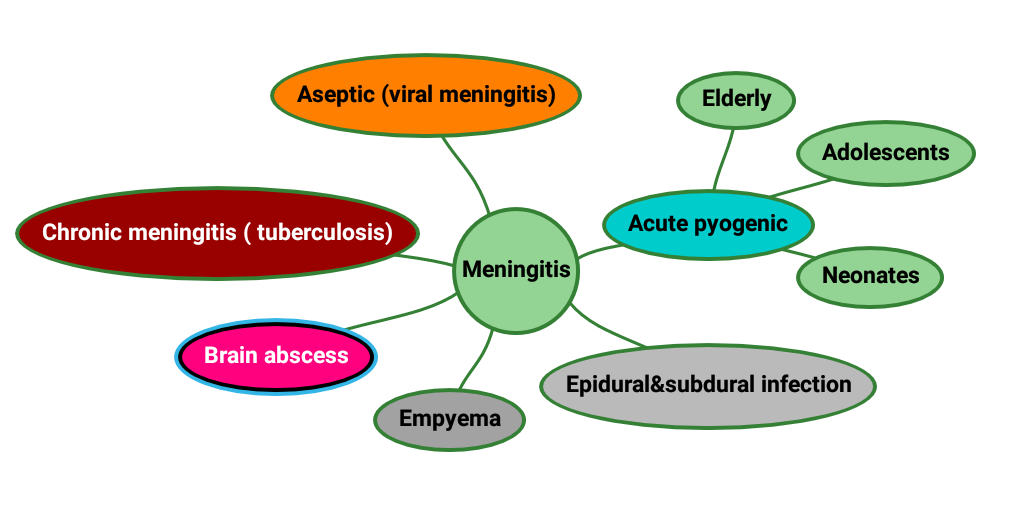 Aseptic (viral meningitis)
Elderly
Adolescents
Acute pyogenic
Chronic meningitis ( tuberculosis)
Meningitis
Neonates
Brain abscess
Epidural&subdural infection
Empyema